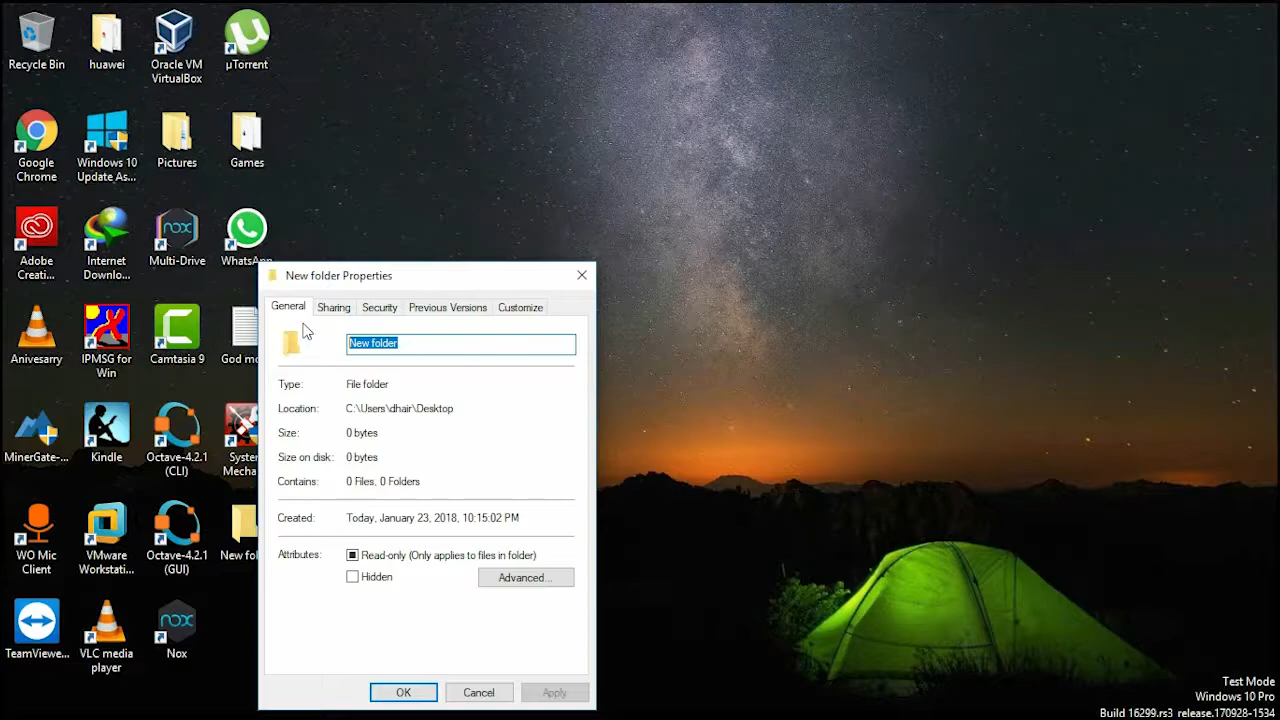 Recycle Bin
huawei
Oracle VM
VirtualBox
µTorrent
Google
Chrome
Windows 10
Update As...
Pictures
Games
Adobe
Creati...
Internet
Downlo...
nox
Multi-Drive
WhatsApp
Anivesarry
IPMSG for
Win
Camtasia 9
God mo
MinerGate-...
Kindle
Octave-4.2.1
(CLI)
Syste
Mecha
WO Mic
Client
VMware
Workstati...
Octave-4.2.1
(GUI)
New fo
TeamViewe...
VLC media
player
nox
Nox
New folder Properties
General
Sharing
Security
Previous Versions
Customize
New folder
Type: File folder
Location: C:\Users\dhair\Desktop
Size: 0 bytes
Size on disk: 0 bytes
Contains: 0 Files, 0 Folders
Created: Today, January 23, 2018, 10:15:02 PM
Attributes: Read-only (Only applies to files in folder)
Hidden
Advanced...
OK
Cancel
Apply
Test Mode
Windows 10 Pro
Build 16299.rs3_release.170928-1534